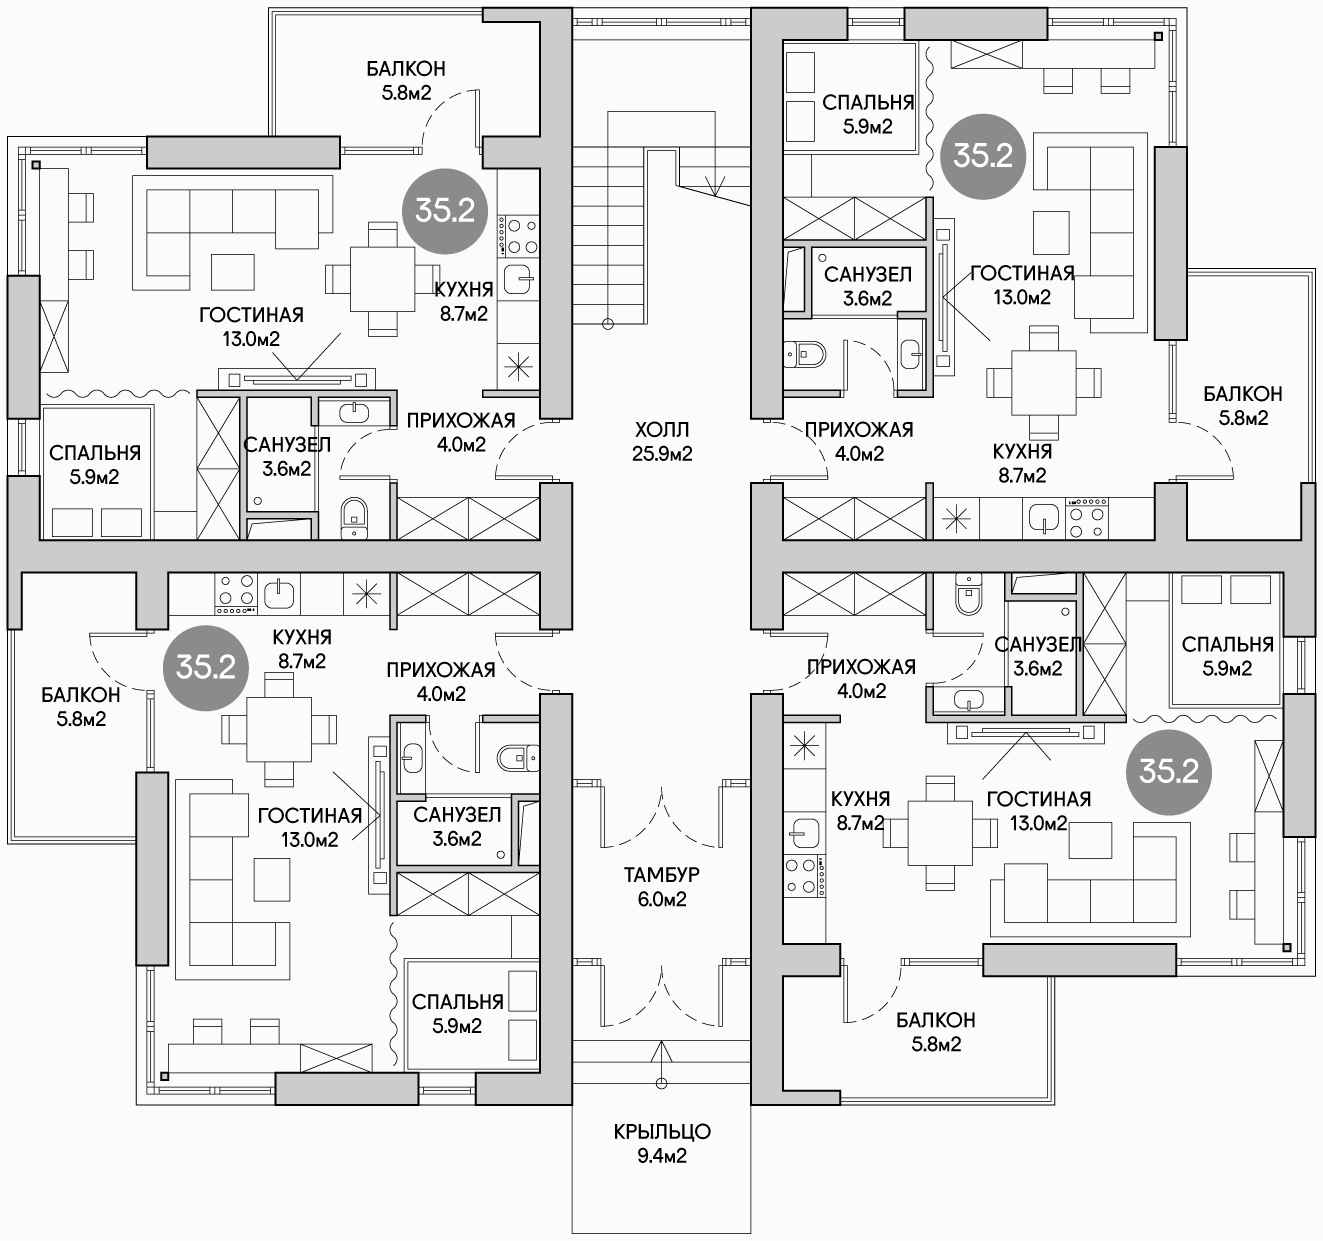 БАЛКОН
5.8м2
35.2
КУХНЯ
8.7м2
ГОСТИНАЯ
13.0м2
ПРИХОЖАЯ
4.0м2
САНУЗЕЛ
3.6м2
СПАЛЬНЯ
5.9м2
СПАЛЬНЯ
5.9м2
35.2
САНУЗЕЛ
3.6м2
ГОСТИНАЯ
13.0м2
БАЛКОН
5.8м2
ПРИХОЖАЯ
4.0м2
КУХНЯ
8.7м2
ХОЛЛ
25.9м2
КУХНЯ
8.7м2
35.2
ПРИХОЖАЯ
4.0м2
БАЛКОН
5.8м2
ГОСТИНАЯ
13.0м2
САНУЗЕЛ
3.6м2
СПАЛЬНЯ
5.9м2
САНУЗЕЛ
3.6м2
СПАЛЬНЯ
5.9м2
ПРИХОЖАЯ
4.0м2
35.2
КУХНЯ
8.7м2
ГОСТИНАЯ
13.0м2
БАЛКОН
5.8м2
ТАМБУР
6.0м2
КРЫЛЬЦО
9.4м2